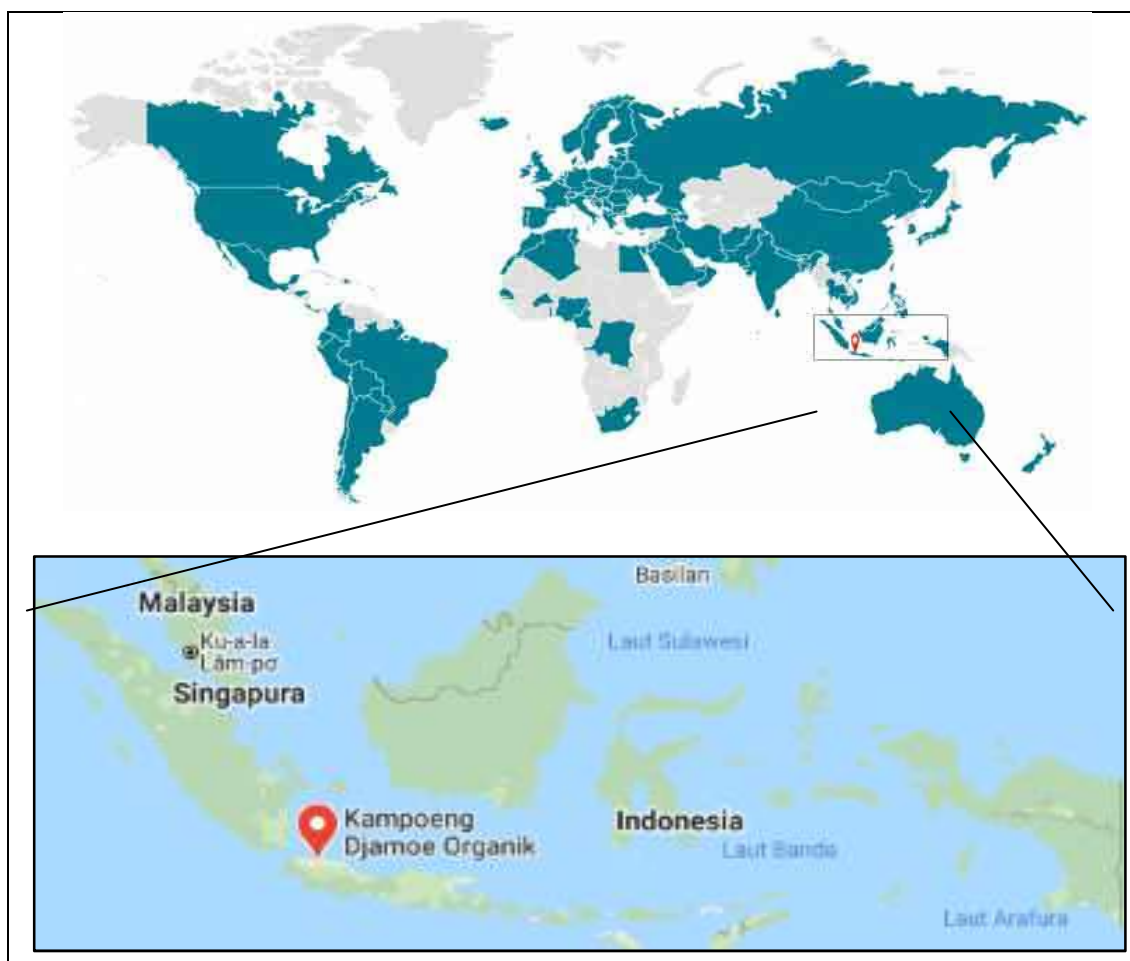 Basilan
Malaysia
Ku-a-la
Lăm-pơ
Laut Sulawesi
Singapura
Kampoeng
Djamoe Organik
Indonesia
Laut Banda
Laut Arafura